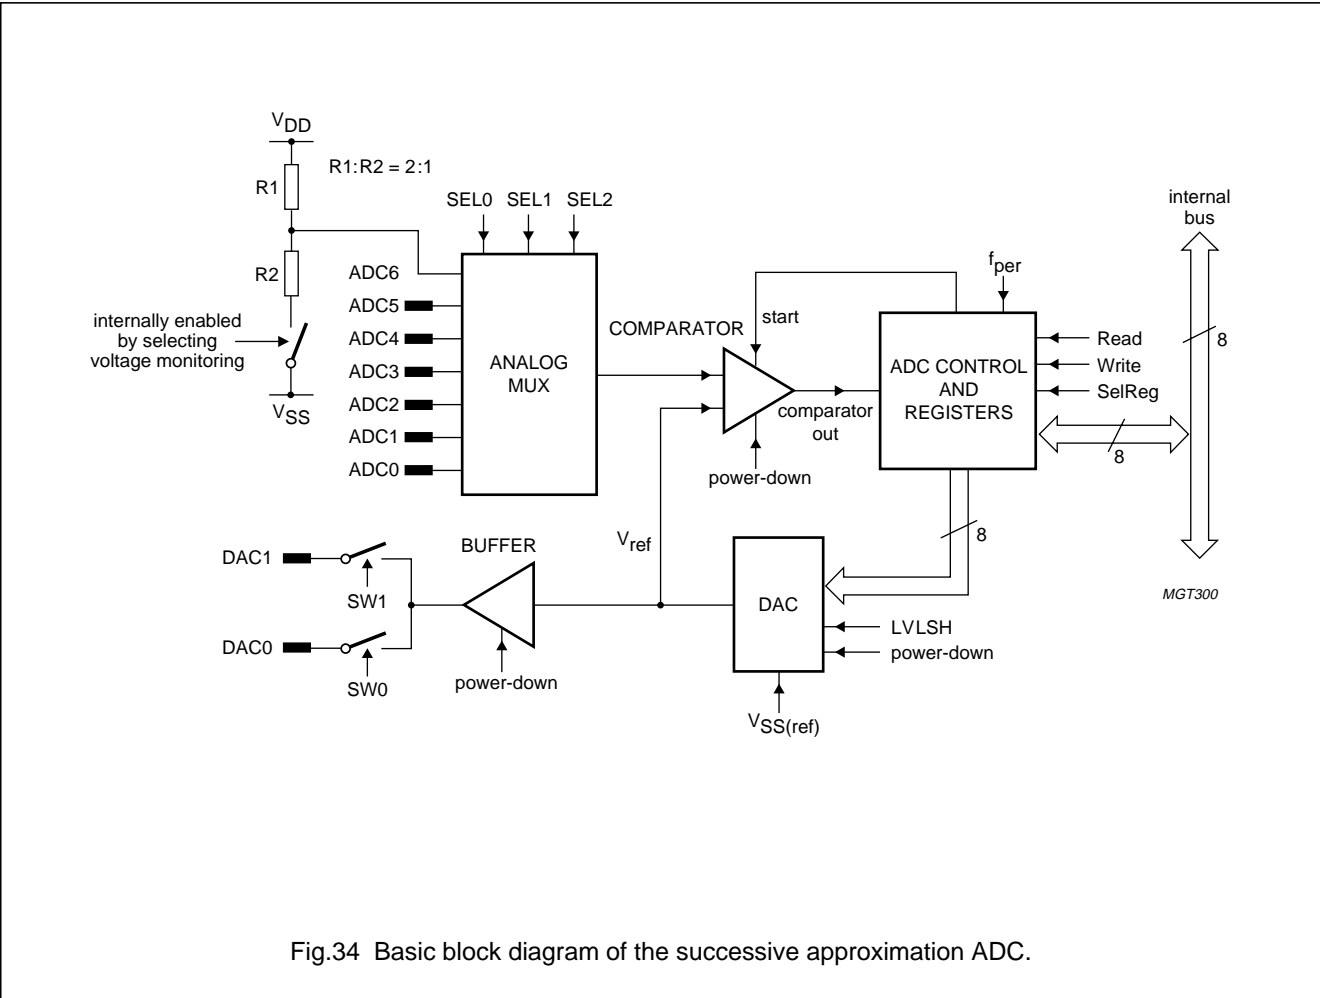 VDD
R1:R2 = 2:1
R1
SEL0 SEL1 SEL2
internal
bus
R2
ADC6
fper
ADC5
internally enabled
by selecting
voltage monitoring
COMPARATOR
start
ADC4
ADC3
ADC2
ADC1
ADC0
VSS
ANALOG
MUX
ADC CONTROL
AND
REGISTERS
Read
Write
SelReg
8
8
comparator
out
power-down
8
Vref
BUFFER
DAC1
SW1
DAC0
SW0
power-down
DAC
LVLSH
power-down
VSS(ref)
MGT300
Fig.34 Basic block diagram of the successive approximation ADC.